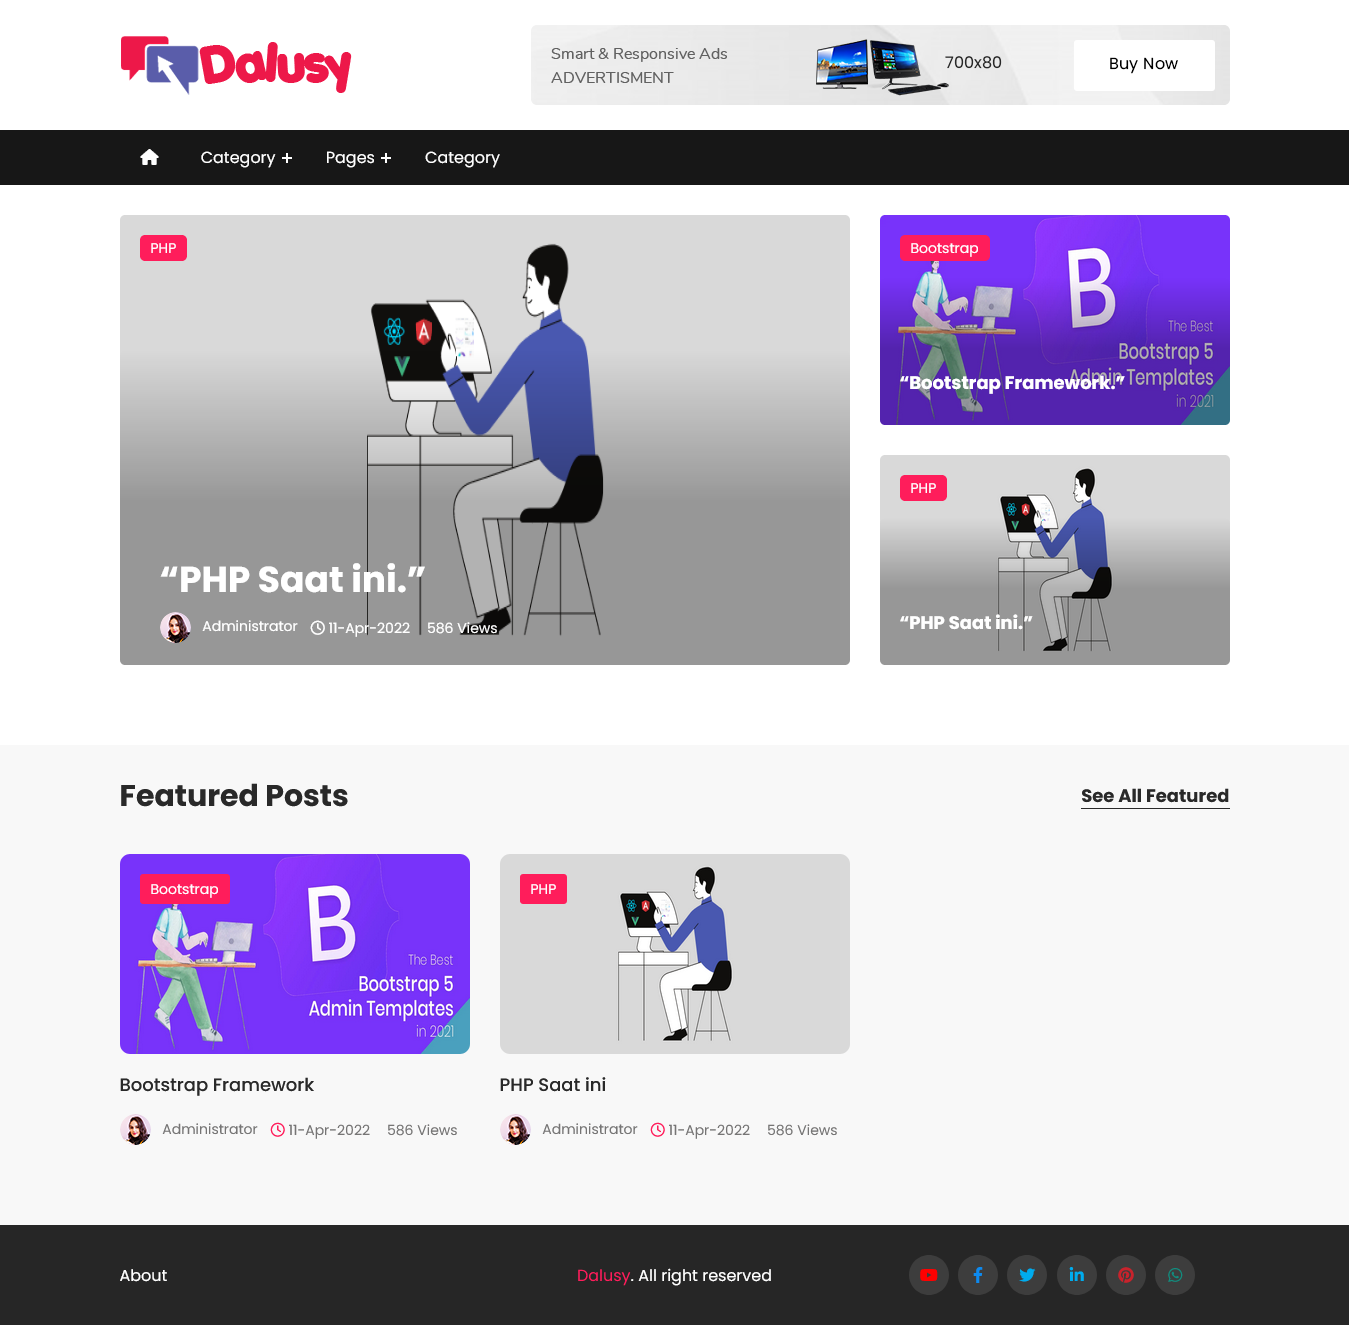 Dalusy
Smart & Responsive Ads
ADVERTISMENT
700x80
Buy Now
Category +
Pages +
Category
PHP
“PHP Saat ini.”
Administrator
11-Apr-2022
586 Views
Bootstrap
B
The Best
Bootstrap 5
Admin Templates
in 2021
“Bootstrap Framework.”
PHP
“PHP Saat ini.”
Featured Posts
See All Featured
Bootstrap
B
The Best
Bootstrap 5
Admin Templates
in 2021
Bootstrap Framework
Administrator
11-Apr-2022
586 Views
PHP
PHP Saat ini
Administrator
11-Apr-2022
586 Views
About
Dalusy. All right reserved